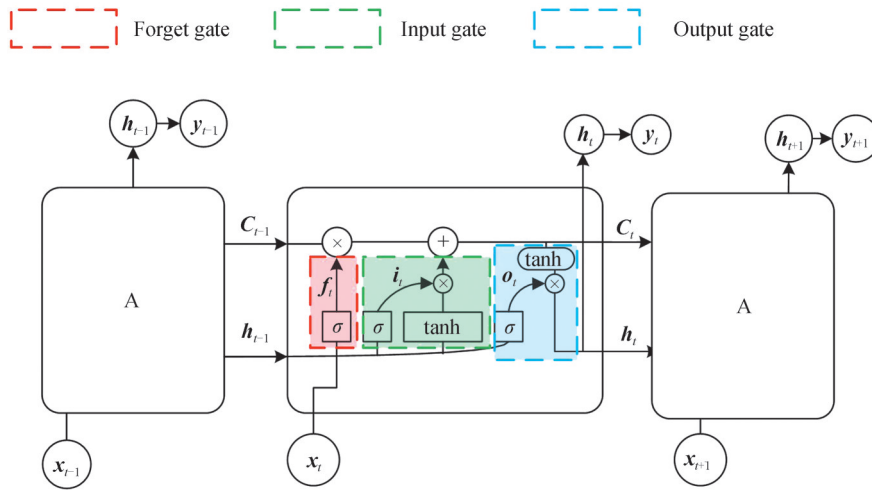 Forget gate Input gate Output gate
h_{t-1} y_{t-1} h_t y_t h_{t+1} y_{t+1}
C_{t-1} × + C_t
tanh
f_t i_t × o_t ×
A A
σ σ tanh σ
h_{t-1} h_t
x_{t-1} x_t x_{t+1}